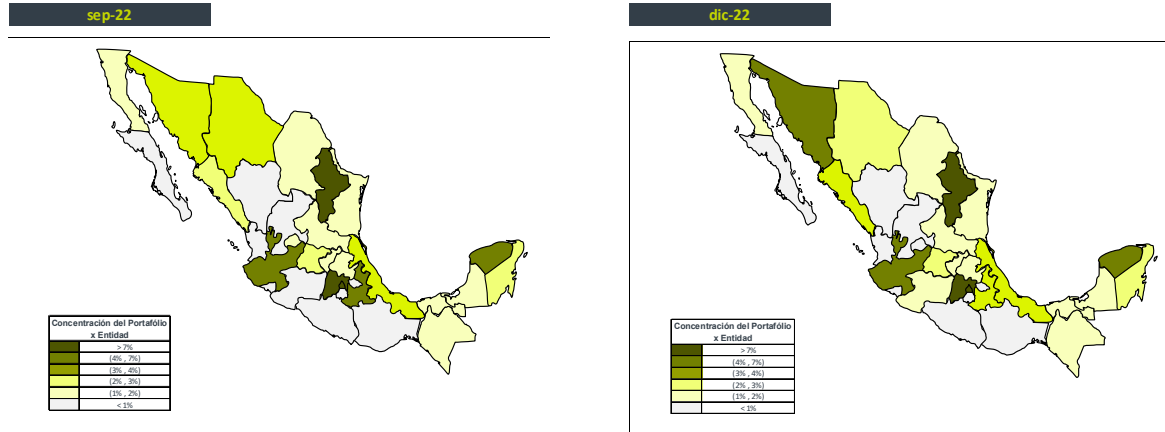 sep-22
Concentración del Portafólio
x Entidad
> 7%
(4% , 7%)
(3% , 4%)
(2% , 3%)
(1% , 2%)
< 1%
dic-22
Concentración del Portafólio
x Entidad
> 7%
(4% , 7%)
(3% , 4%)
(2% , 3%)
(1% , 2%)
< 1%